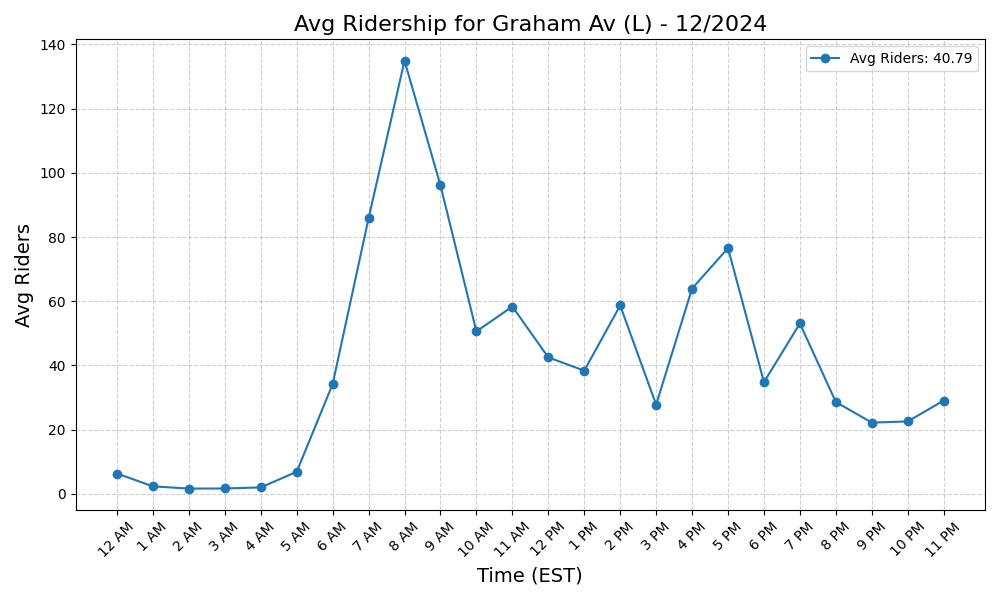 Avg Ridership for Graham Av (L) - 12/2024
Avg Riders: 40.79
Avg Riders
140
120
100
80
60
40
20
0
12 AM
1 AM
2 AM
3 AM
4 AM
5 AM
6 AM
7 AM
8 AM
9 AM
10 AM
11 AM
12 PM
1 PM
2 PM
3 PM
4 PM
5 PM
6 PM
7 PM
8 PM
9 PM
10 PM
11 PM
Time (EST)